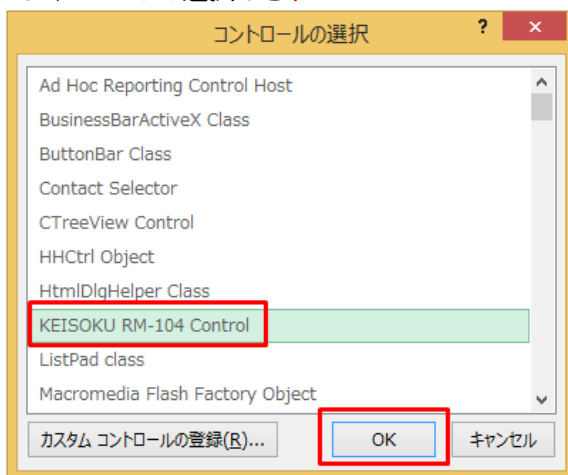 コントロールの選択 ? ×
Ad Hoc Reporting Control Host
BusinessBarActiveX Class
ButtonBar Class
Contact Selector
CTreeView Control
HHCtrl Object
HtmlDlgHelper Class
KEISOKU RM-104 Control
ListPad class
Macromedia Flash Factory Object
カスタム コントロールの登録(R)... OK キャンセル